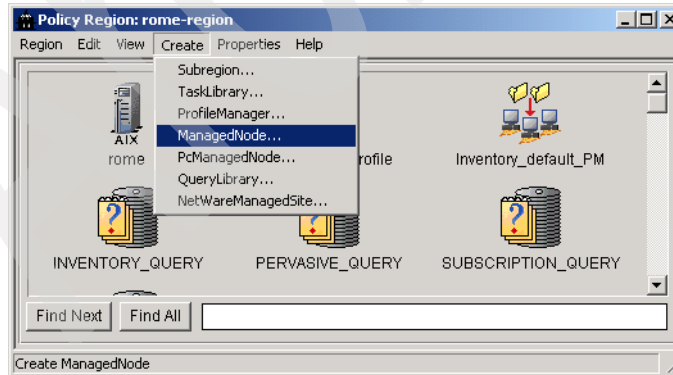 Policy Region: rome-region
Region Edit View Create Properties Help
Subregion...
TaskLibrary...
ProfileManager...
ManagedNode...
PcManagedNode...
QueryLibrary...
NetWareManagedSite...
AIX
rome
rofile
Inventory_default_PM
INVENTORY_QUERY
PERVASIVE_QUERY
SUBSCRIPTION_QUERY
Find Next Find All
Create ManagedNode